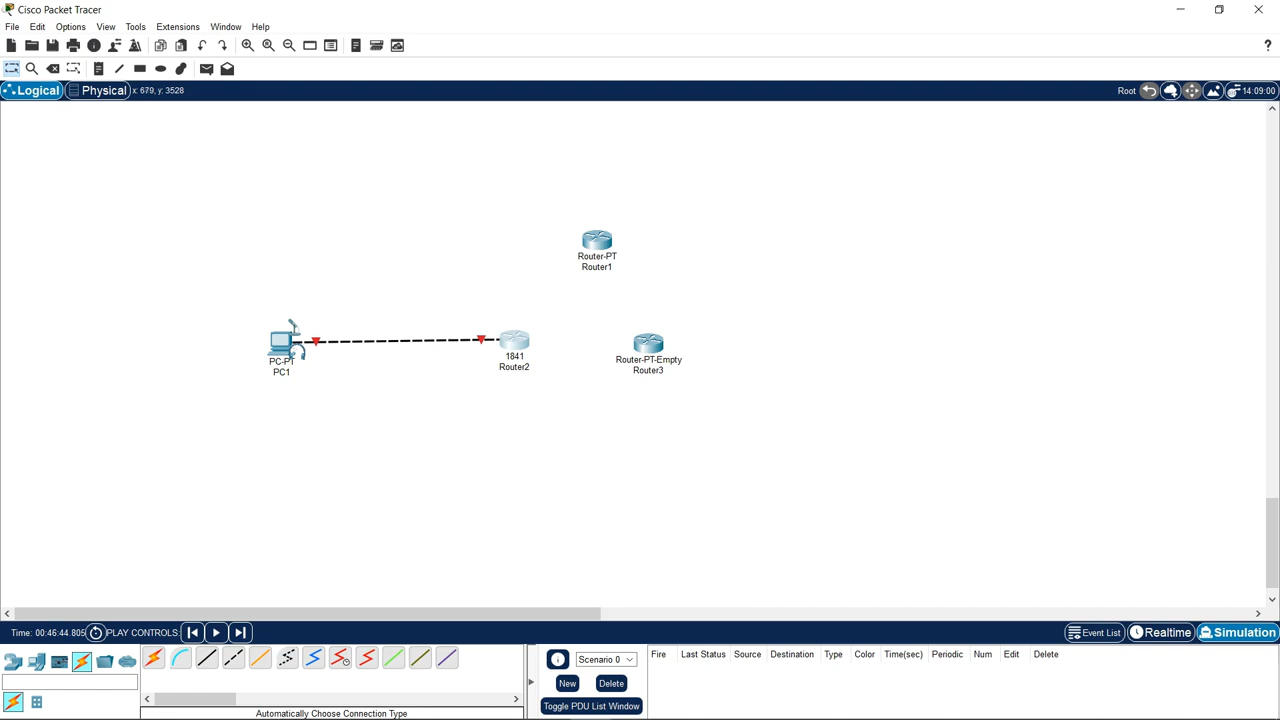 Cisco Packet Tracer
File Edit Options View Tools Extensions Window Help
?
Logical Physical x: 679, y: 3528 Root 14:09:00
Router-PT
Router1
PC-PT
PC1
1841
Router2
Router-PT-Empty
Router3
Time: 00:46:44.805 PLAY CONTROLS: Event List Realtime Simulation
Scenario 0
New Delete
Toggle PDU List Window
Fire Last Status Source Destination Type Color Time(sec) Periodic Num Edit Delete
Automatically Choose Connection Type